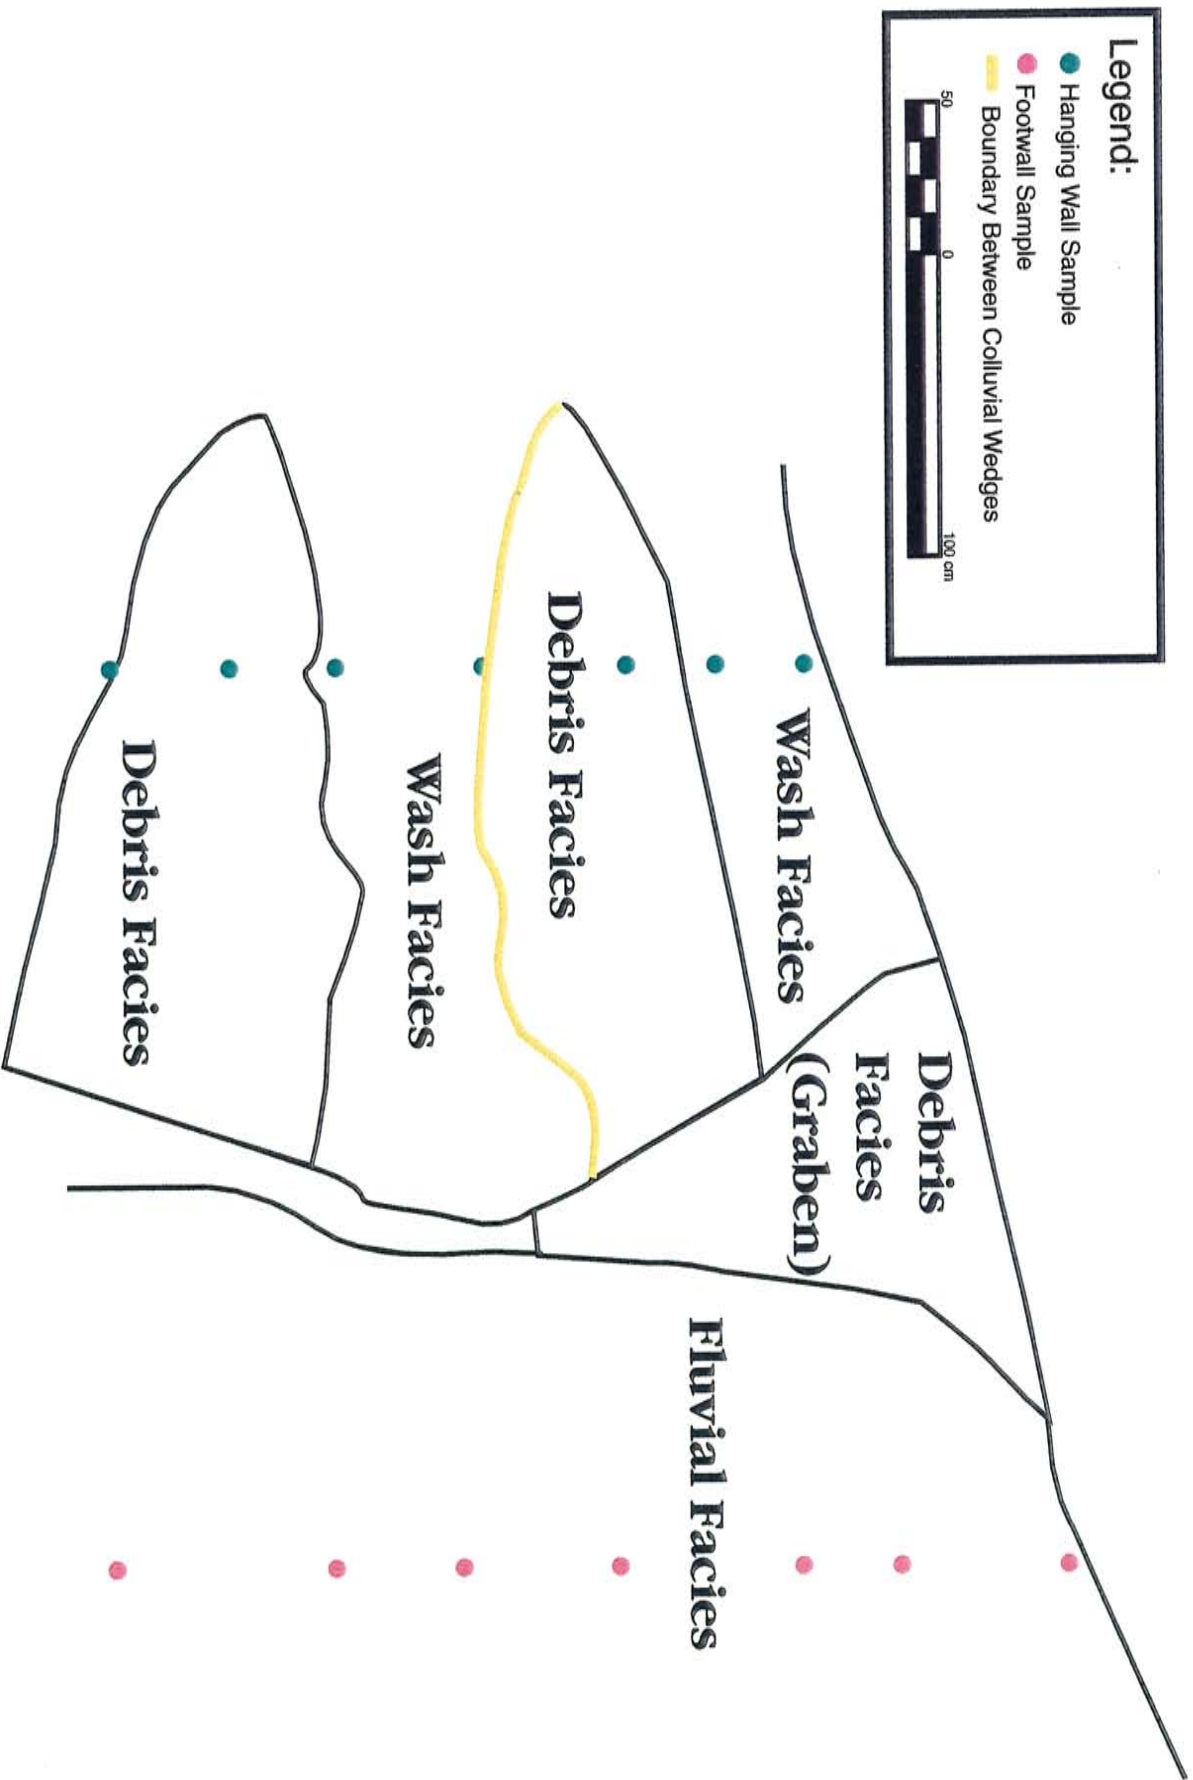 Legend:
Hanging Wall Sample
Footwall Sample
Boundary Between Colluvial Wedges
50
0
100 cm
Debris
Facies
(Graben)
Wash Facies
Fluvial Facies
Debris Facies
Wash Facies
Debris Facies